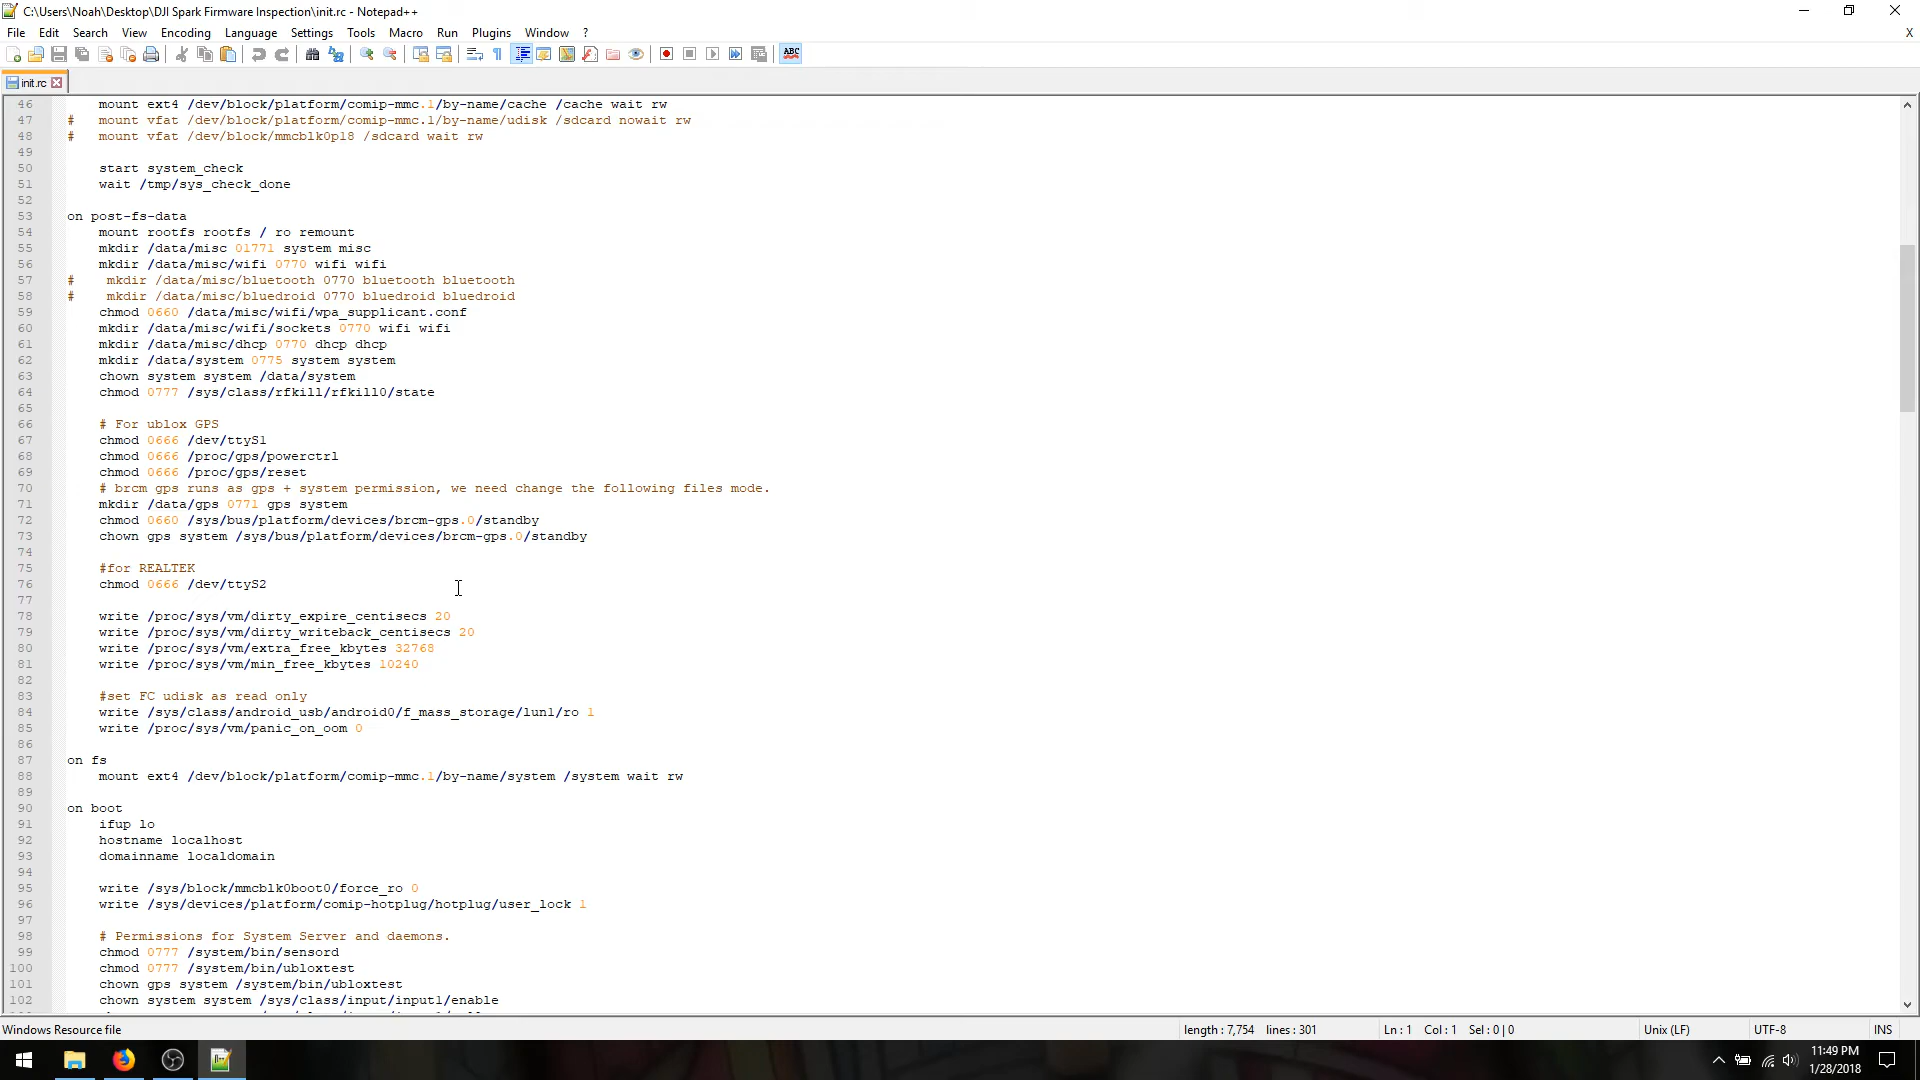 C:\Users\Noah\Desktop\DJI Spark Firmware Inspection\init.rc - Notepad++
File Edit Search View Encoding Language Settings Tools Macro Run Plugins Window ? X
init.rc
46 mount ext4 /dev/block/platform/comip-mmc.1/by-name/cache /cache wait rw
47 # mount vfat /dev/block/platform/comip-mmc.1/by-name/udisk /sdcard nowait rw
48 # mount vfat /dev/block/mmcblk0p18 /sdcard wait rw
49
50 start system_check
51 wait /tmp/sys_check_done
52
53 on post-fs-data
54 mount rootfs rootfs / ro remount
55 mkdir /data/misc 01771 system misc
56 mkdir /data/misc/wifi 0770 wifi wifi
57 # mkdir /data/misc/bluetooth 0770 bluetooth bluetooth
58 # mkdir /data/misc/bluedroid 0770 bluedroid bluedroid
59 chmod 0660 /data/misc/wifi/wpa_supplicant.conf
60 mkdir /data/misc/wifi/sockets 0770 wifi wifi
61 mkdir /data/misc/dhcp 0770 dhcp dhcp
62 mkdir /data/system 0775 system system
63 chown system system /data/system
64 chmod 0777 /sys/class/rfkill/rfkill0/state
65
66 # For ublox GPS
67 chmod 0666 /dev/ttyS1
68 chmod 0666 /proc/gps/powerctrl
69 chmod 0666 /proc/gps/reset
70 # brcm gps runs as gps + system permission, we need change the following files mode.
71 mkdir /data/gps 0771 gps system
72 chmod 0660 /sys/bus/platform/devices/brcm-gps.0/standby
73 chown gps system /sys/bus/platform/devices/brcm-gps.0/standby
74
75 #for REALTEK
76 chmod 0666 /dev/ttyS2
77
78 write /proc/sys/vm/dirty_expire_centisecs 20
79 write /proc/sys/vm/dirty_writeback_centisecs 20
80 write /proc/sys/vm/extra_free_kbytes 32768
81 write /proc/sys/vm/min_free_kbytes 10240
82
83 #set FC udisk as read only
84 write /sys/class/android_usb/android0/f_mass_storage/lun1/ro 1
85 write /proc/sys/vm/panic_on_oom 0
86
87 on fs
88 mount ext4 /dev/block/platform/comip-mmc.1/by-name/system /system wait rw
89
90 on boot
91 ifup lo
92 hostname localhost
93 domainname localdomain
94
95 write /sys/block/mmcblk0boot0/force_ro 0
96 write /sys/devices/platform/comip-hotplug/hotplug/user_lock 1
97
98 # Permissions for System Server and daemons.
99 chmod 0777 /system/bin/sensord
100 chmod 0777 /system/bin/ubloxtest
101 chown gps system /system/bin/ubloxtest
102 chown system system /sys/class/input/input1/enable
Windows Resource file length : 7,754 lines : 301 Ln : 1 Col : 1 Sel : 0 | 0 Unix (LF) UTF-8 INS
11:49 PM
1/28/2018